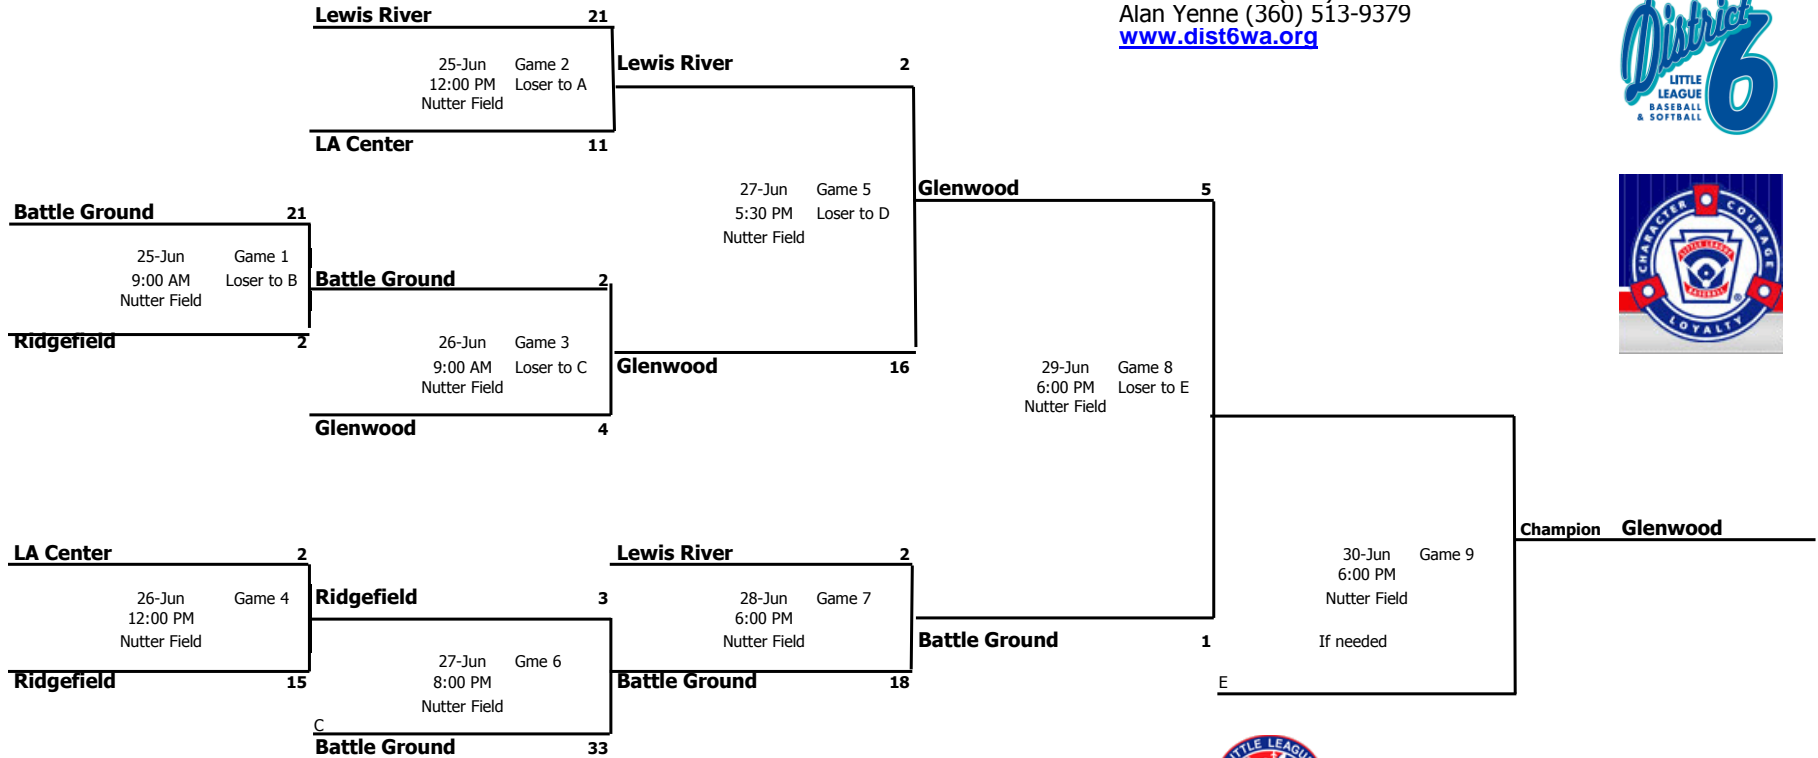 Alan Yenne (360) 513-9379
www.dist6wa.org
District 6
LITTLE
LEAGUE
BASEBALL
& SOFTBALL
CHARACTER COURAGE
LOYALTY
LITTLE LEAGUE
BASEBALL
®
Lewis River 21
25-Jun Game 2
12:00 PM Loser to A
Nutter Field
LA Center 11
Lewis River 2
27-Jun Game 5
5:30 PM Loser to D
Nutter Field
Glenwood 16
Battle Ground 21
25-Jun Game 1
9:00 AM Loser to B
Nutter Field
Ridgefield 2
Battle Ground 2
26-Jun Game 3
9:00 AM Loser to C
Nutter Field
Glenwood 4
Glenwood 5
29-Jun Game 8
6:00 PM Loser to E
Nutter Field
Battle Ground 1
LA Center 2
26-Jun Game 4
12:00 PM
Nutter Field
Ridgefield 15
Ridgefield 3
27-Jun Gme 6
8:00 PM
Nutter Field
C
Battle Ground 33
Lewis River 2
28-Jun Game 7
6:00 PM
Nutter Field
Battle Ground 18
30-Jun Game 9
6:00 PM
Nutter Field
If needed
E
Champion Glenwood
LITTLE LEAGU